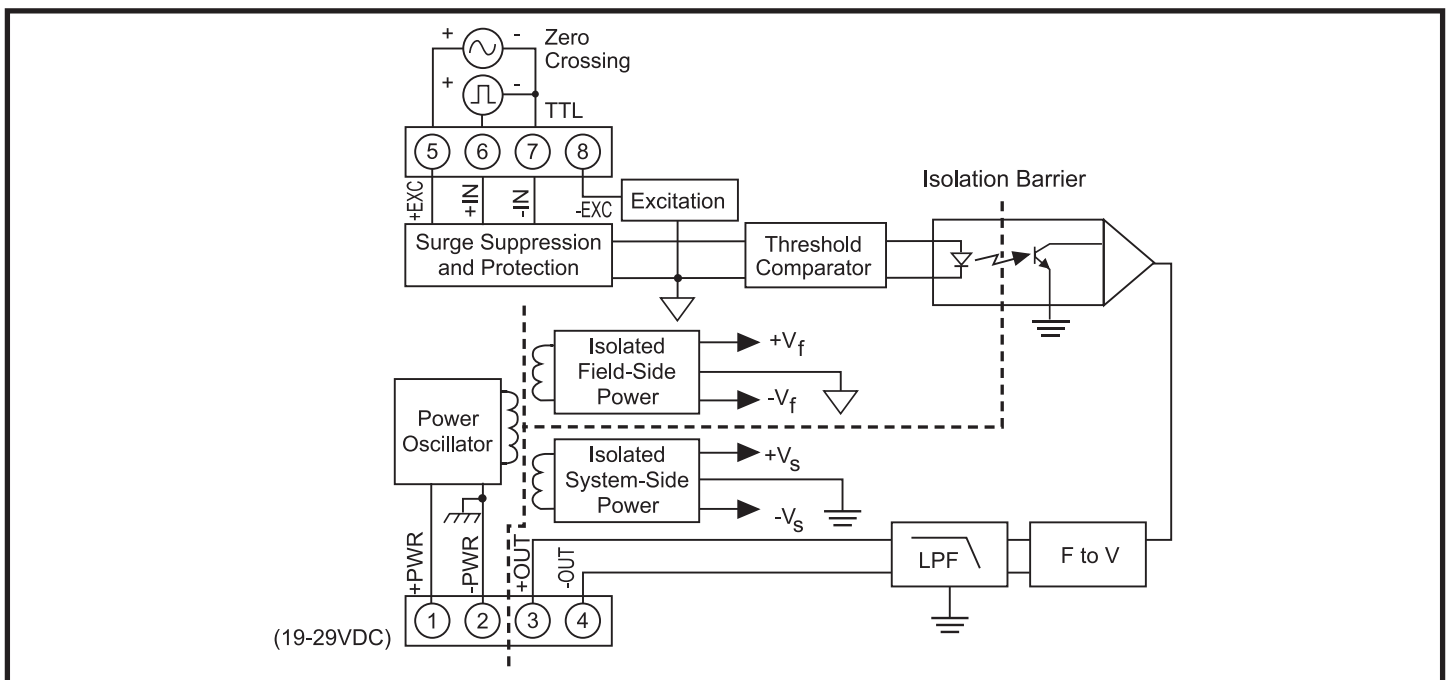 + - Zero
Crossing
+ -
TTL
5 6 7 8
+EXC +IN -IN -EXC
Excitation
Isolation Barrier
Surge Suppression
and Protection
Threshold
Comparator
Isolated
Field-Side
Power
+Vf
-Vf
Power
Oscillator
Isolated
System-Side
Power
+Vs
-Vs
+PWR -PWR +OUT -OUT
LPF
F to V
1 2 3 4
(19-29VDC)